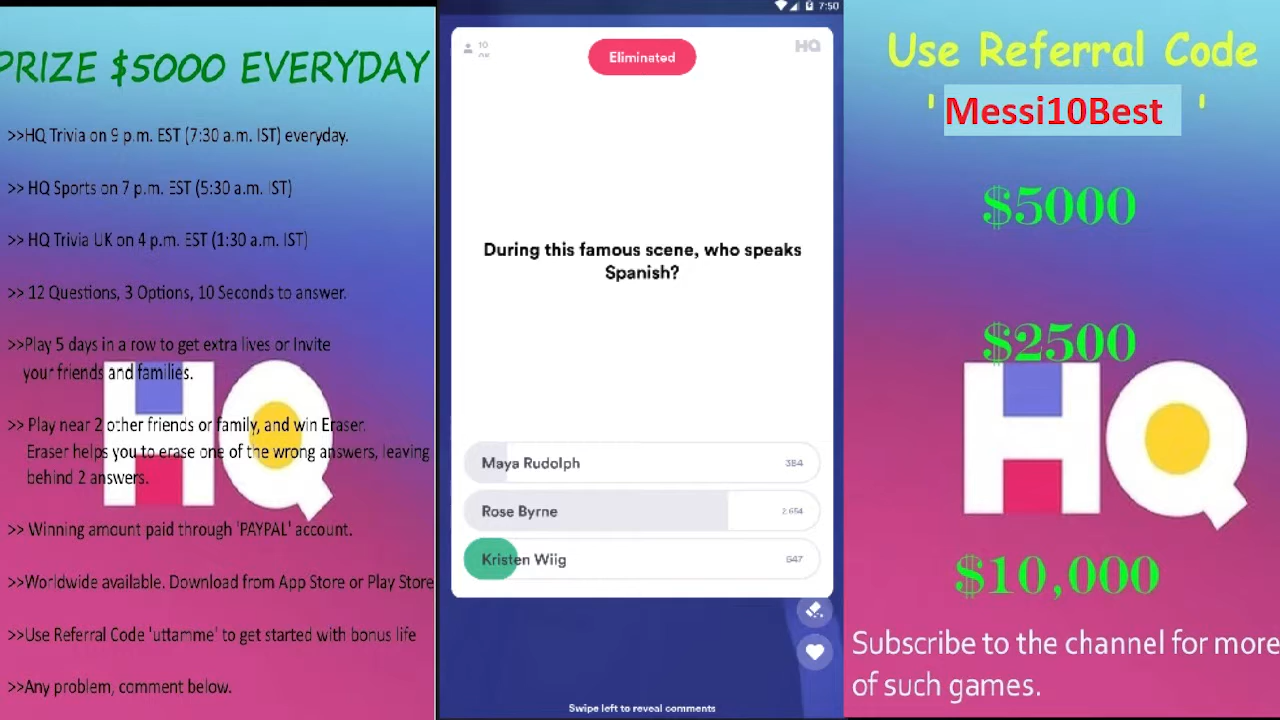 PRIZE $5000 EVERYDAY
>>HQ Trivia on 9 p.m. EST (7:30 a.m. IST) everyday.
>> HQ Sports on 7 p.m. EST (5:30 a.m. IST)
>> HQ Trivia UK on 4 p.m. EST (1:30 a.m. IST)
>> 12 Questions, 3 Options, 10 Seconds to answer.
>>Play 5 days in a row to get extra lives or Invite
your friends and families.
>> Play near 2 other friends or family, and win Eraser.
Eraser helps you to erase one of the wrong answers, leaving
behind 2 answers.
>> Winning amount paid through 'PAYPAL' account.
>>Worldwide available. Download from App Store or Play Store
>>Use Referral Code 'uttamme' to get started with bonus life
>>Any problem, comment below.
HQ
7:50
10
Eliminated
HQ
During this famous scene, who speaks
Spanish?
Maya Rudolph 384
Rose Byrne 2 654
Kristen Wiig 647
Swipe left to reveal comments
Use Referral Code
' Messi10Best '
$5000
$2500
HQ
$10,000
Subscribe to the channel for more
of such games.